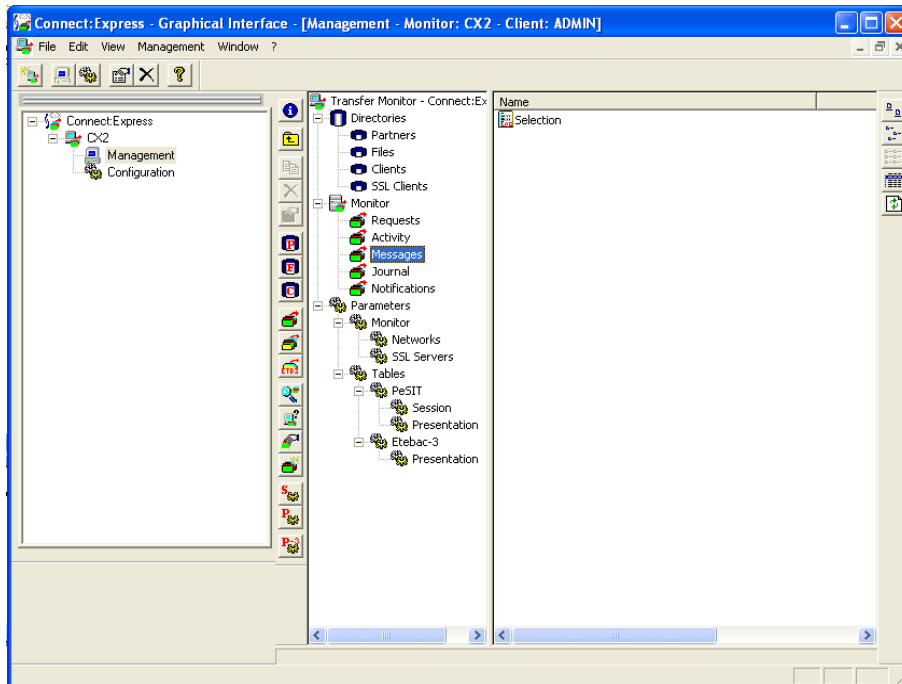 Connect:Express - Graphical Interface - [Management - Monitor: CX2 - Client: ADMIN]
File Edit View Management Window ?
Connect:Express
CX2
Management
Configuration
Transfer Monitor - Connect:Ex
Directories
Partners
Files
Clients
SSL Clients
Monitor
Requests
Activity
Messages
Journal
Notifications
Parameters
Monitor
Networks
SSL Servers
Tables
PeSIT
Session
Presentation
Etebac-3
Presentation
Name
Selection
P
F
C
ETB3
S
P
P-3